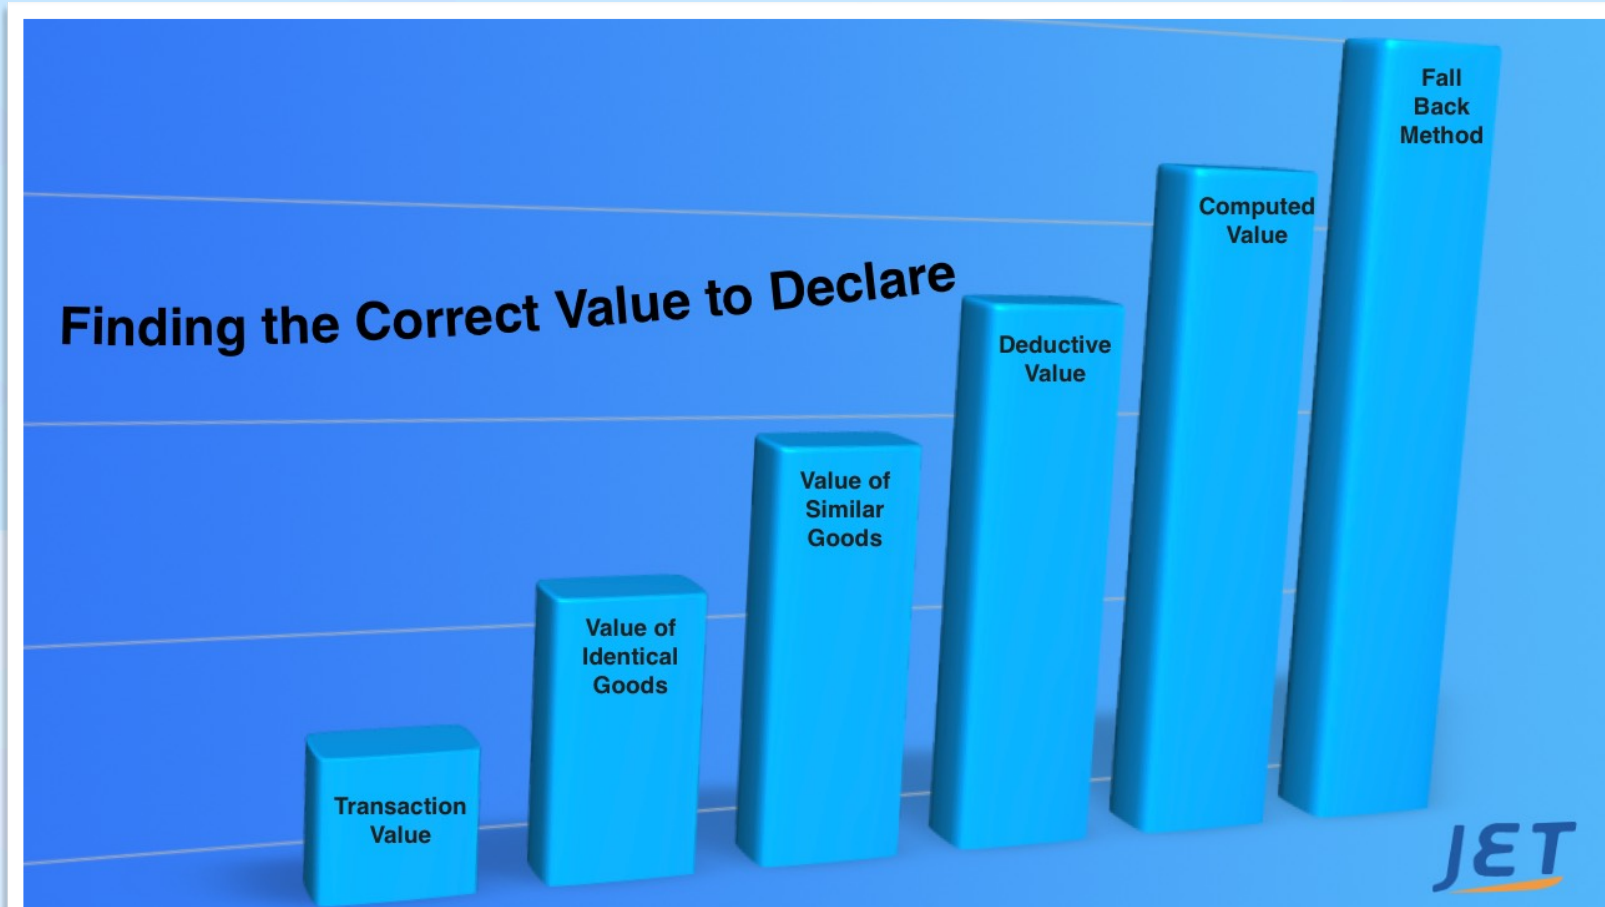 Finding the Correct Value to Declare
Transaction
Value
Value of
Identical
Goods
Value of
Similar
Goods
Deductive
Value
Computed
Value
Fall
Back
Method
JET